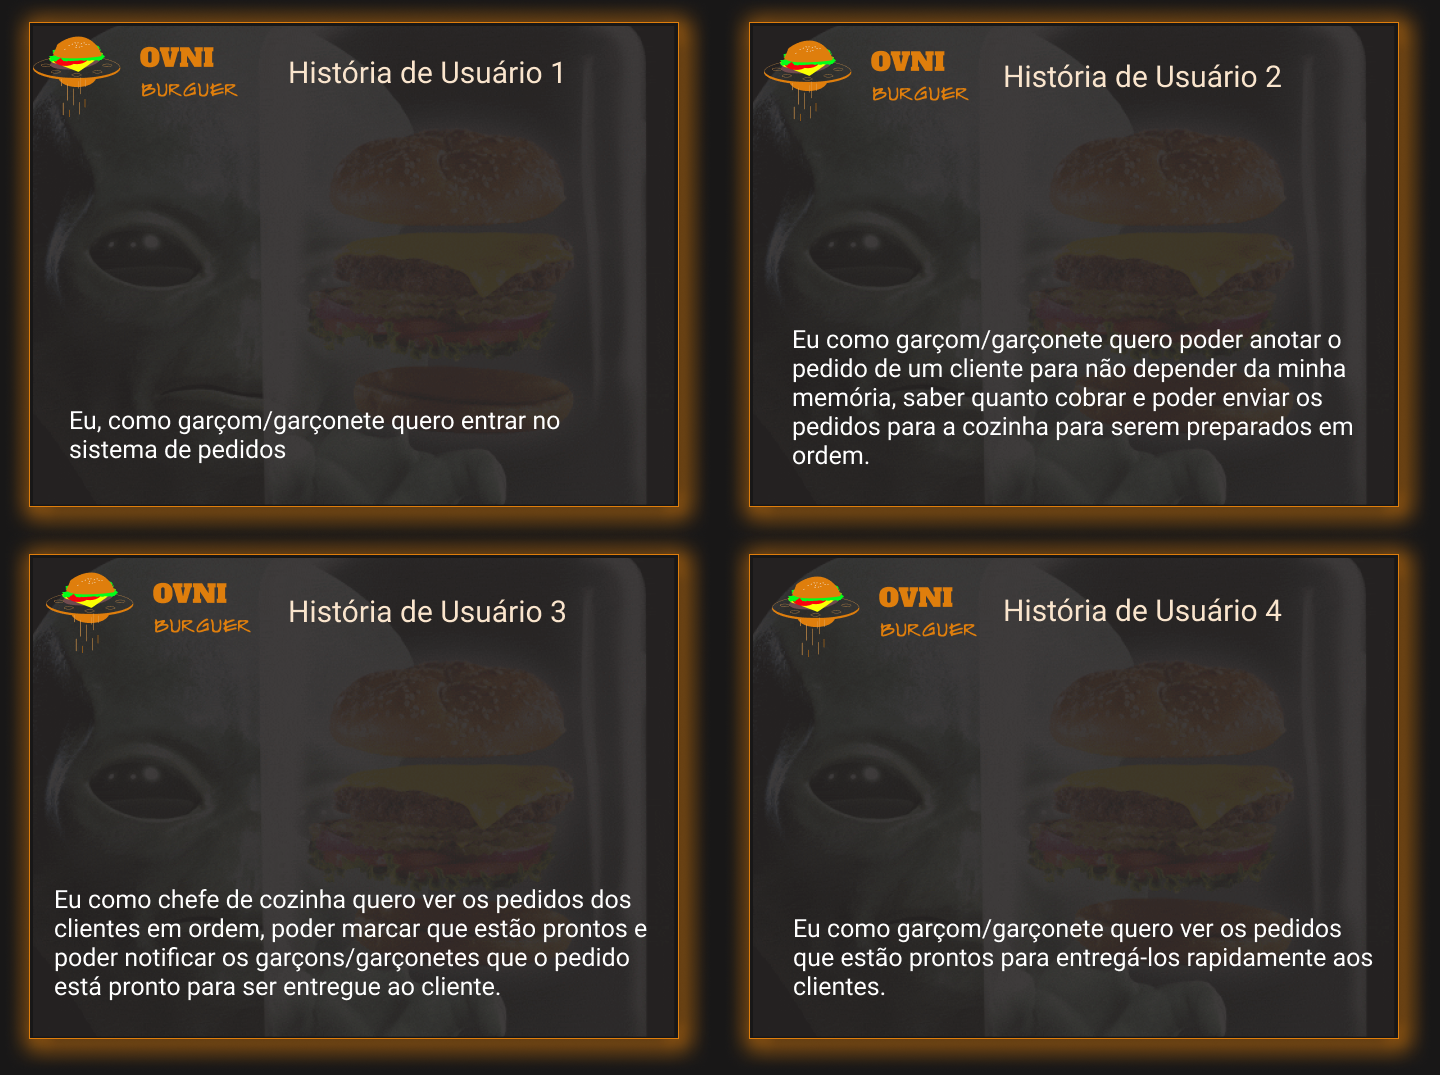 OVNI
BURGUER
História de Usuário 1
Eu, como garçom/garçonete quero entrar no
sistema de pedidos
OVNI
BURGUER
História de Usuário 2
Eu como garçom/garçonete quero poder anotar o
pedido de um cliente para não depender da minha
memória, saber quanto cobrar e poder enviar os
pedidos para a cozinha para serem preparados em
ordem.
OVNI
BURGUER
História de Usuário 3
Eu como chefe de cozinha quero ver os pedidos dos
clientes em ordem, poder marcar que estão prontos e
poder notificar os garçons/garçonetes que o pedido
está pronto para ser entregue ao cliente.
OVNI
BURGUER
História de Usuário 4
Eu como garçom/garçonete quero ver os pedidos
que estão prontos para entregá-los rapidamente aos
clientes.